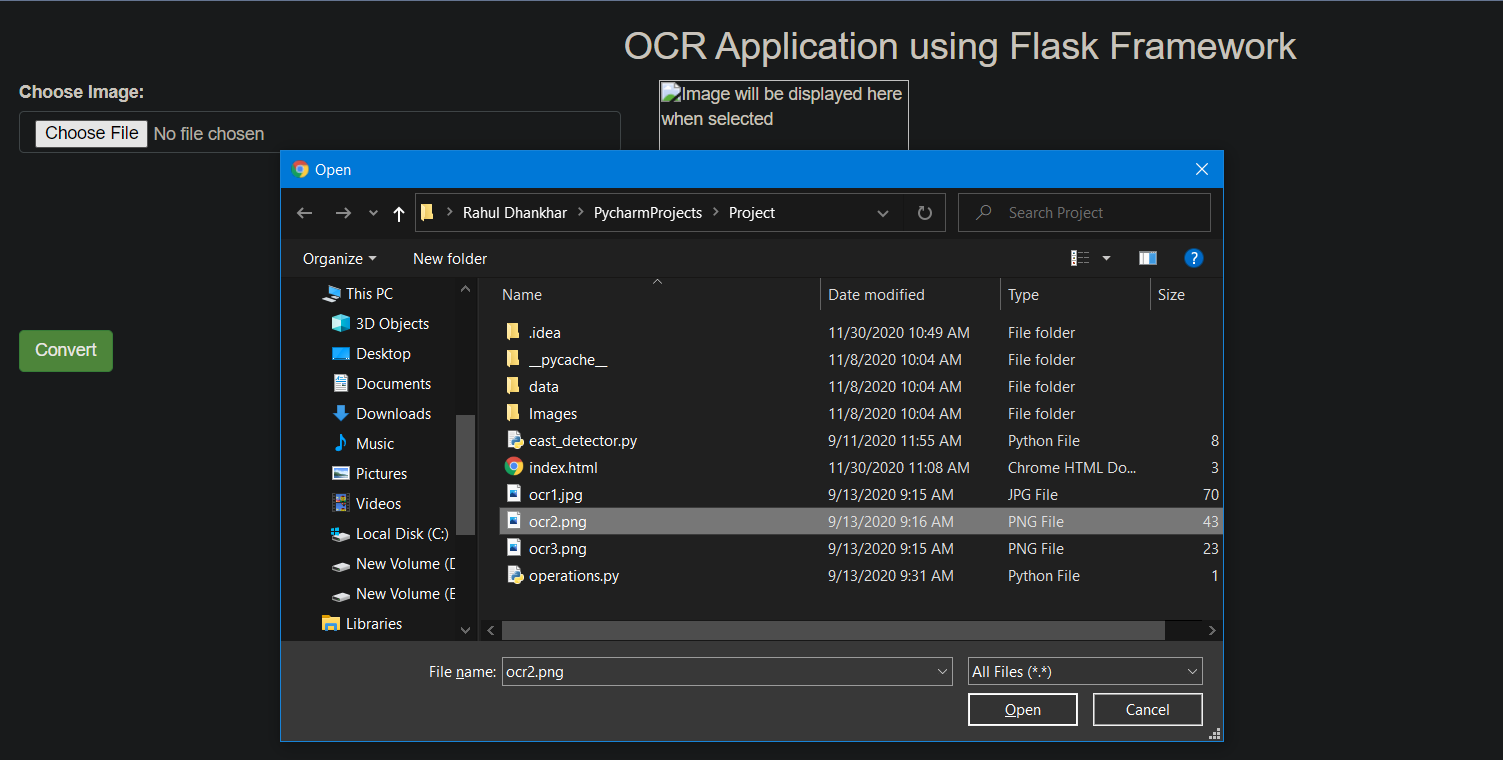 OCR Application using Flask Framework
Choose Image:
Choose File No file chosen
Image will be displayed here
when selected
Open
Rahul Dhankhar PycharmProjects Project
Search Project
Organize New folder
?
This PC
3D Objects
Desktop
Documents
Downloads
Music
Pictures
Videos
Local Disk (C:)
New Volume (D
New Volume (E
Libraries
Name Date modified Type Size
.idea 11/30/2020 10:49 AM File folder
__pycache__ 11/8/2020 10:04 AM File folder
data 11/8/2020 10:04 AM File folder
Images 11/8/2020 10:04 AM File folder
east_detector.py 9/11/2020 11:55 AM Python File 8
index.html 11/30/2020 11:08 AM Chrome HTML Do... 3
ocr1.jpg 9/13/2020 9:15 AM JPG File 70
ocr2.png 9/13/2020 9:16 AM PNG File 43
ocr3.png 9/13/2020 9:15 AM PNG File 23
operations.py 9/13/2020 9:31 AM Python File 1
File name: ocr2.png All Files (*.*)
Open Cancel
Convert